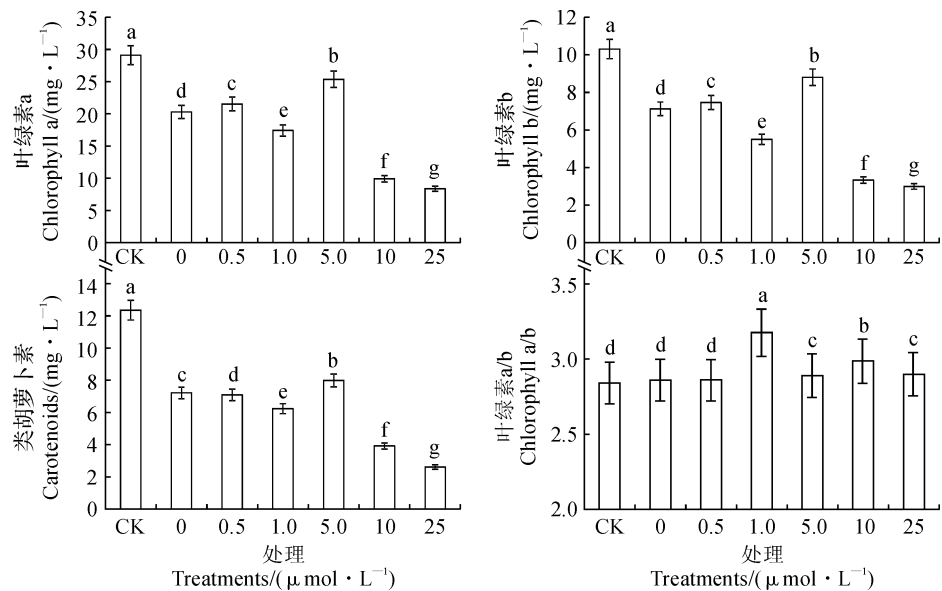 叶绿素a
Chlorophyll a/(mg·L⁻¹)
35
30
25
20
15
10
5
0
a
d
c
e
b
f
g
CK 0 0.5 1.0 5.0 10 25
叶绿素b
Chlorophyll b/(mg·L⁻¹)
12
10
8
6
4
2
0
a
d
c
e
b
f
g
CK 0 0.5 1.0 5.0 10 25
类胡萝卜素
Carotenoids/(mg·L⁻¹)
14
12
10
8
6
4
2
0
a
c
d
e
b
f
g
CK 0 0.5 1.0 5.0 10 25
处理
Treatments/(μmol·L⁻¹)
叶绿素a/b
Chlorophyll a/b
3.5
3.0
2.5
2.0
d
d
d
a
c
b
c
CK 0 0.5 1.0 5.0 10 25
处理
Treatments/(μmol·L⁻¹)